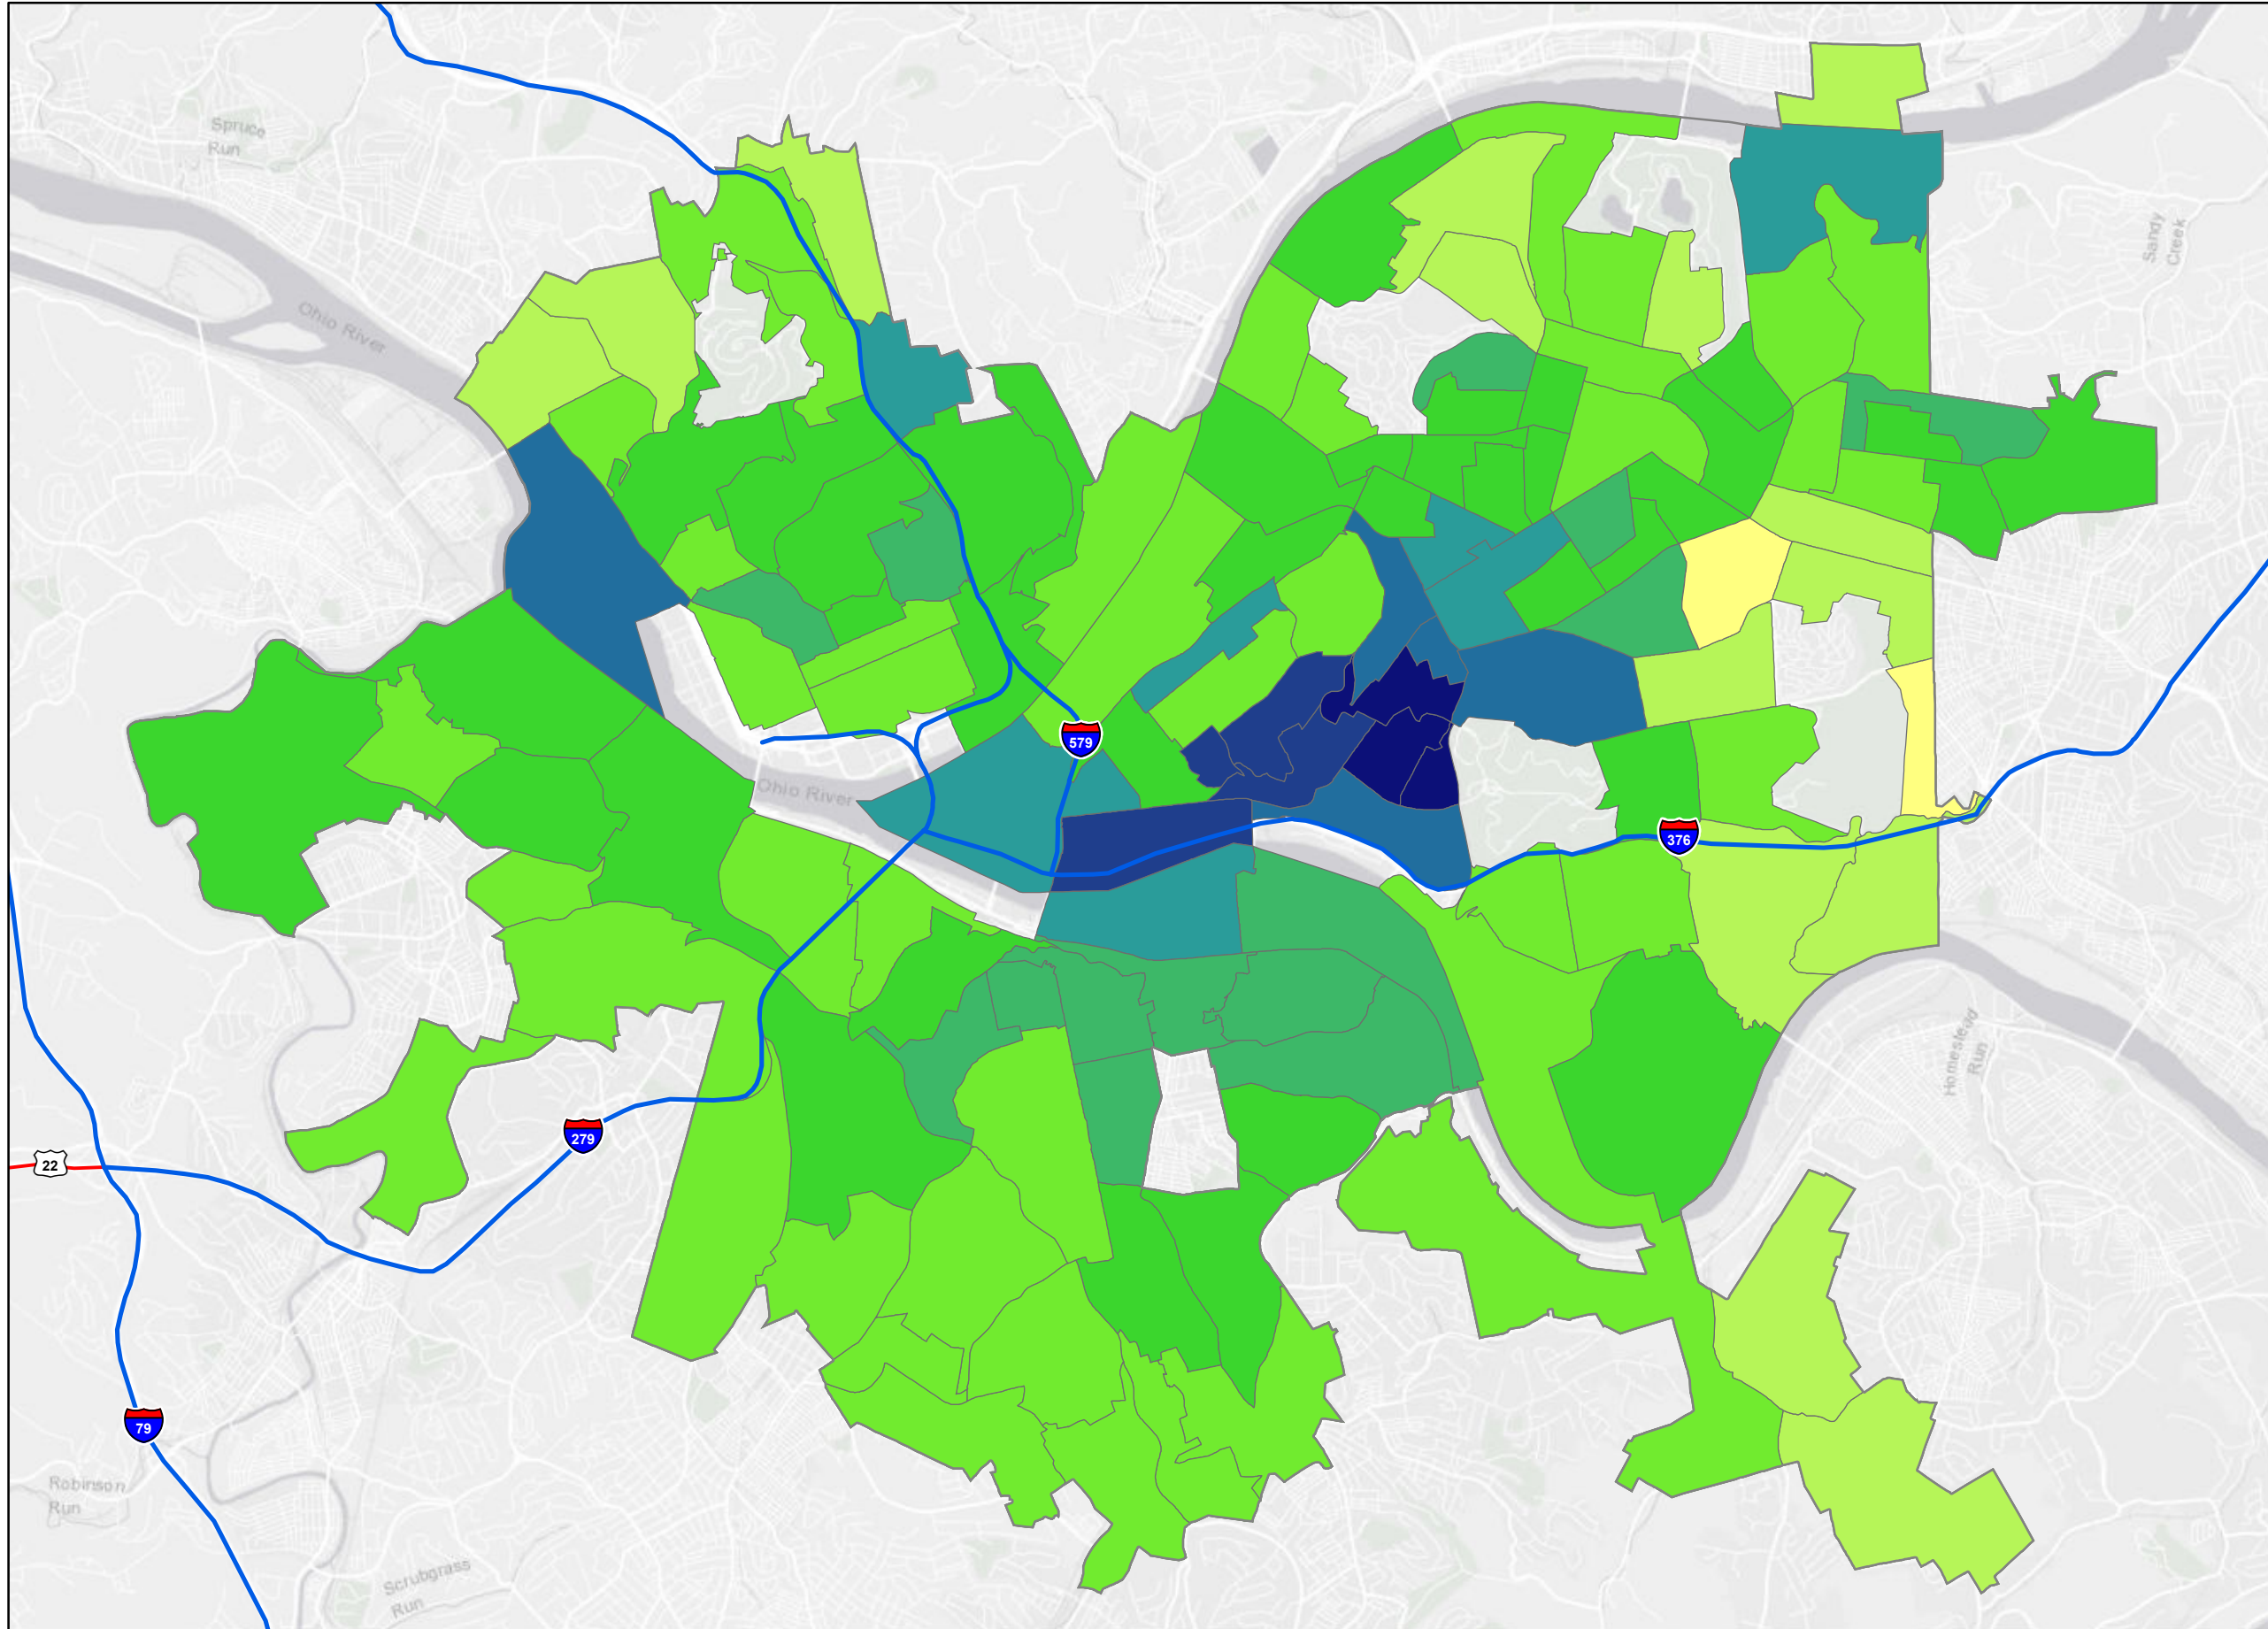 Spruce
Run
Sandy
Creek
Ohio River
579
Ohio River
376
Homestead
Run
279
22
79
Robinson
Run
Scrubgrass
Run